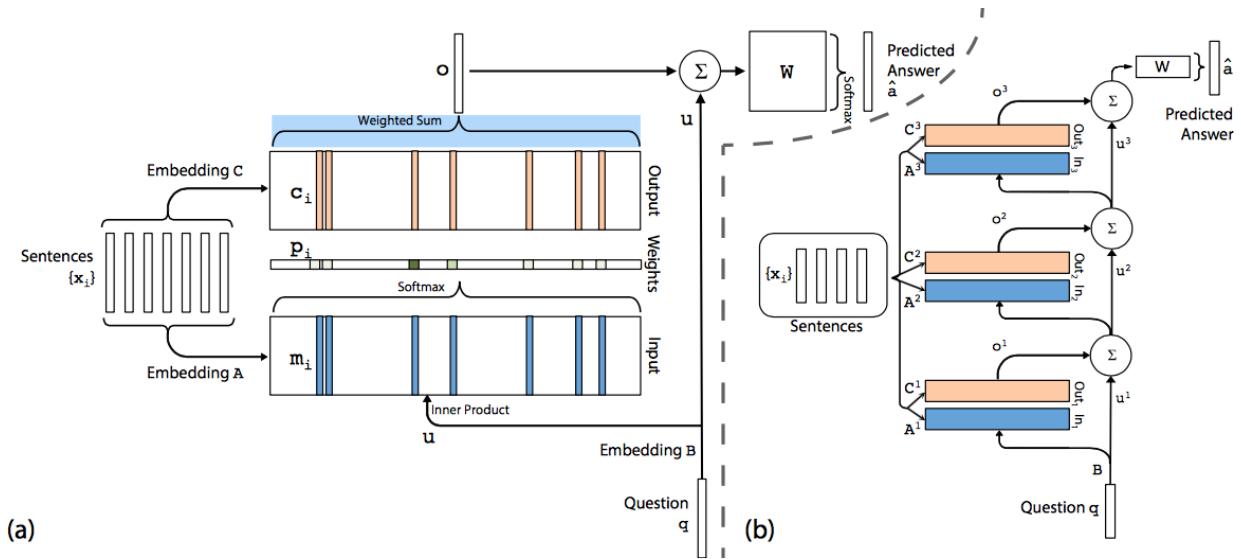 o
Weighted Sum
Embedding C
c_i
Output
Sentences
{x_i}
p_i
Weights
Softmax
m_i
Input
Embedding A
Inner Product
u
Embedding B
Question
q
(a)
Σ
u
W
Softmax
Predicted
Answer
â
W
â
Predicted
Answer
Σ
o³
u³
C³
Out₃
A³
In₃
Σ
o²
u²
C²
Out₂
A²
In₂
{x_i}
Sentences
Σ
o¹
u¹
C¹
Out₁
A¹
In₁
B
Question q
(b)